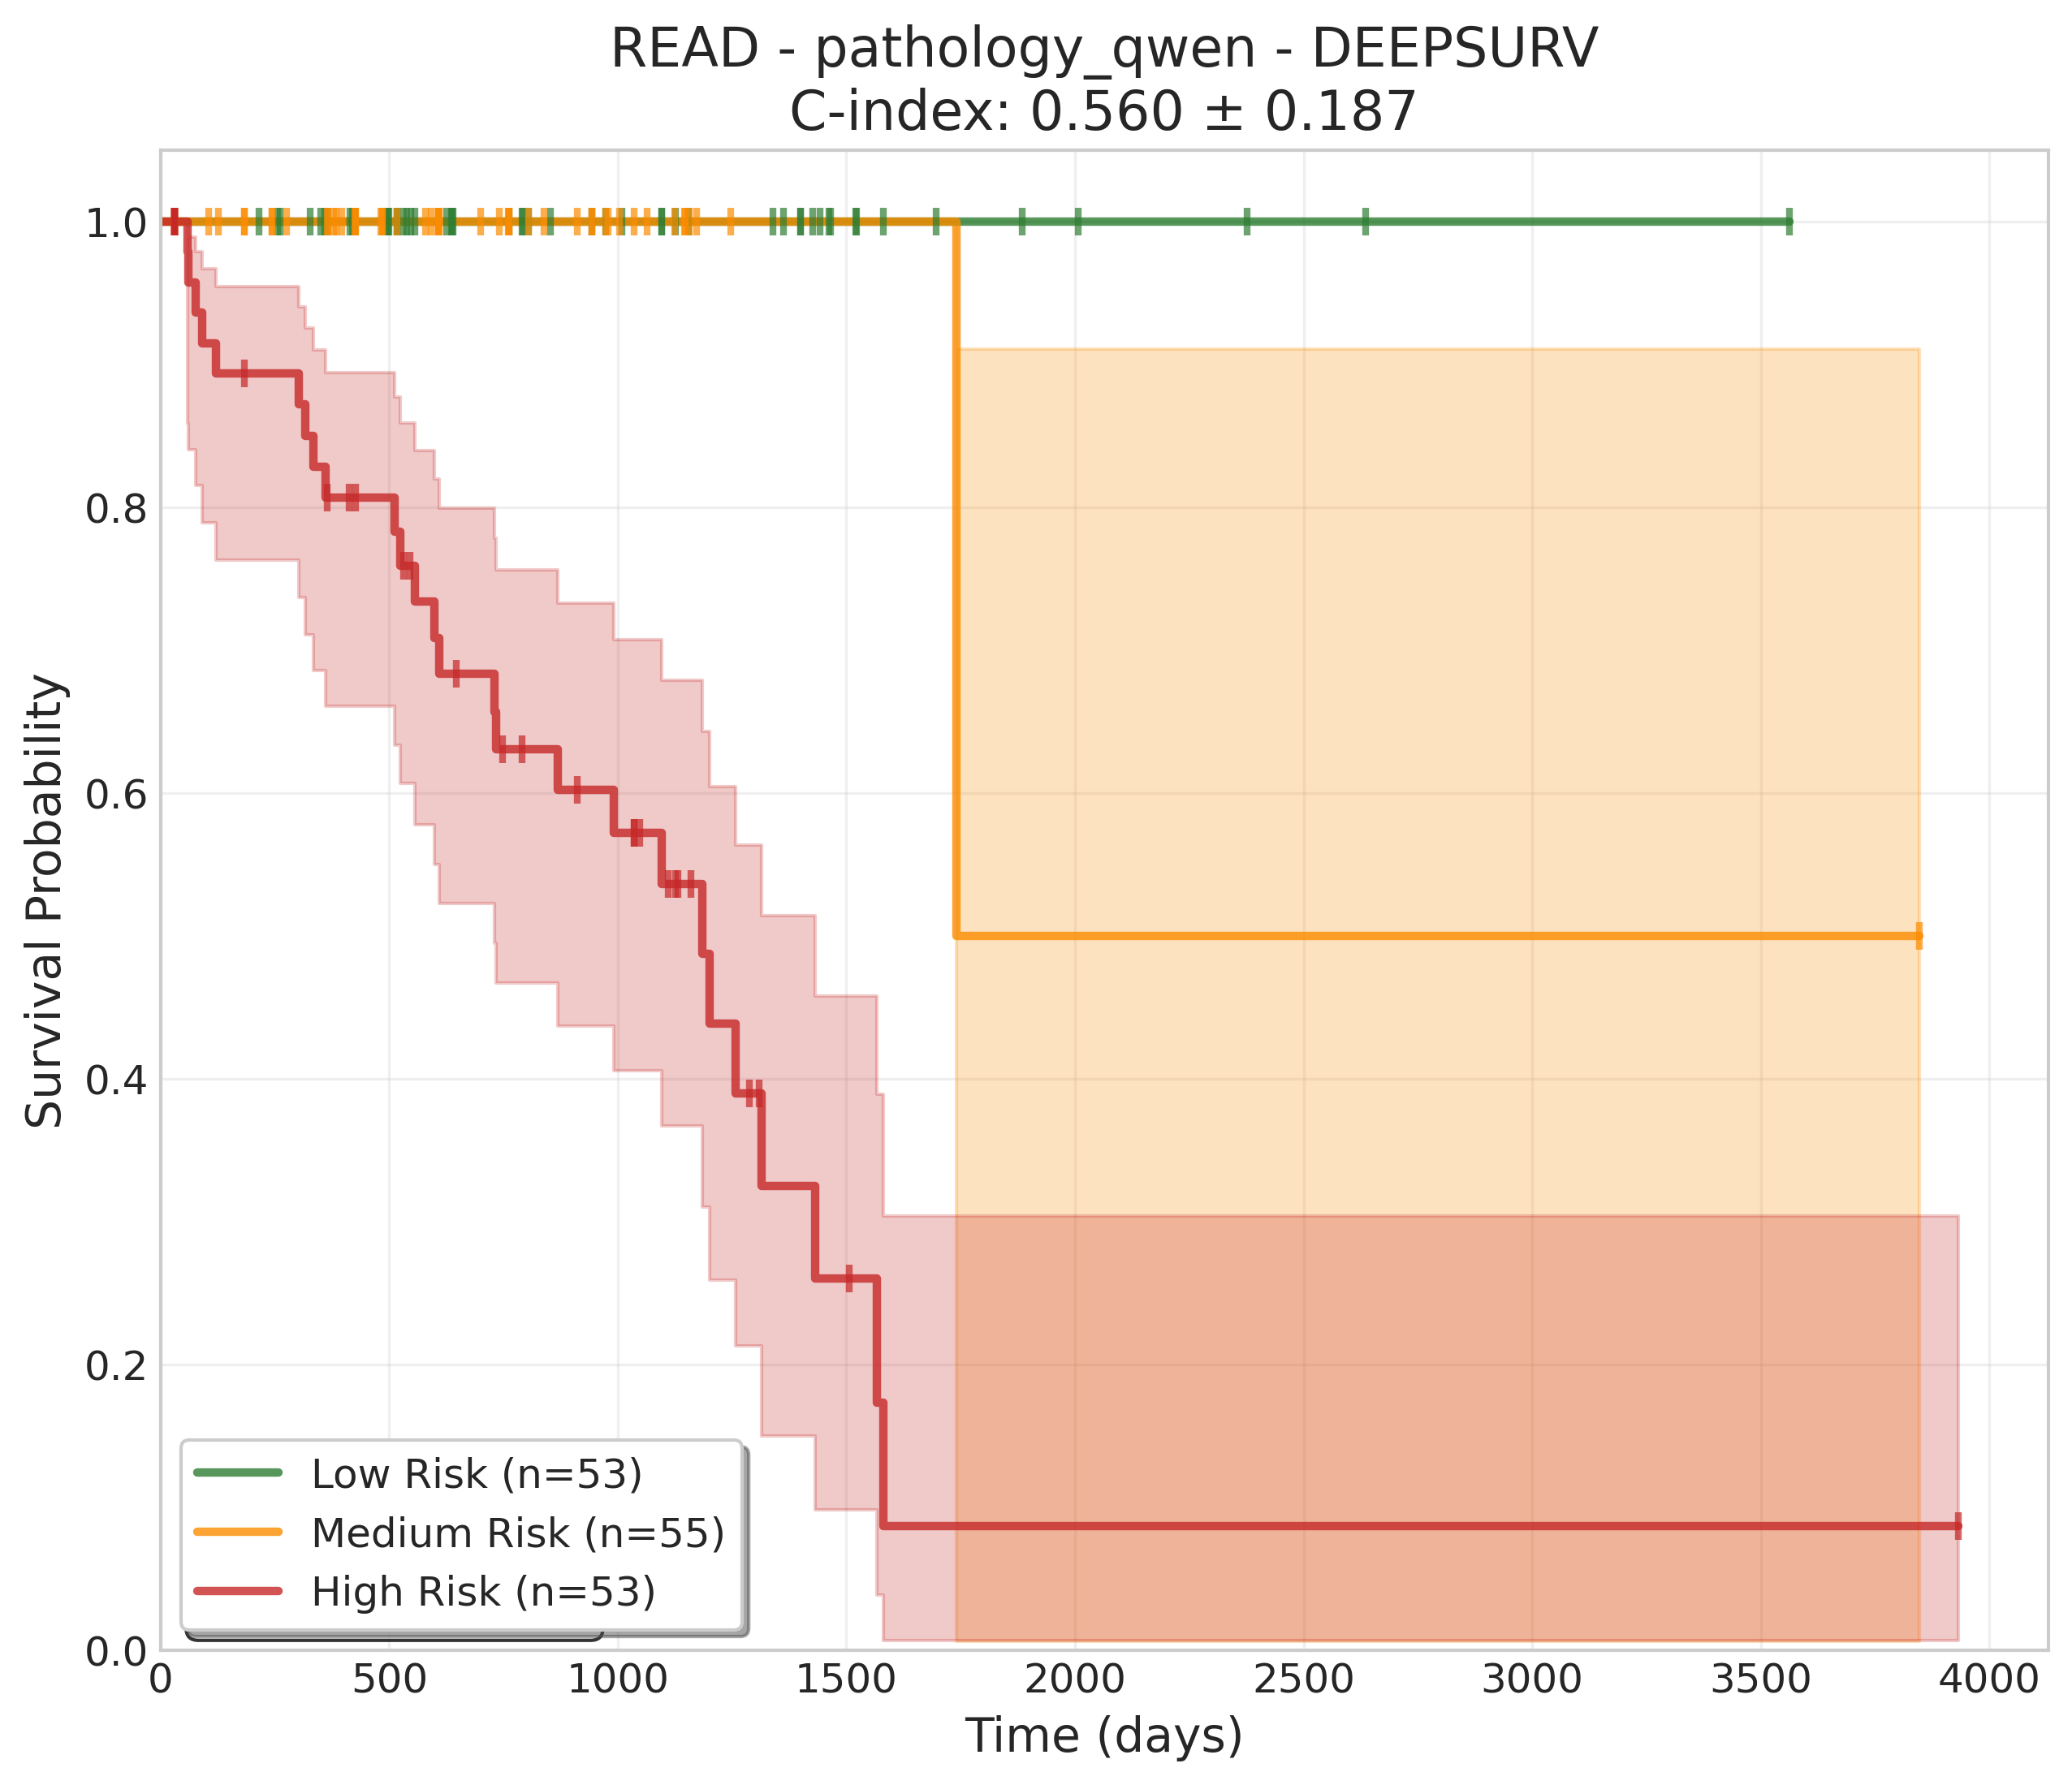 READ - pathology_qwen - DEEPSURV
C-index: 0.560 ± 0.187
Survival Probability
1.0
0.8
0.6
0.4
0.2
0.0
Low Risk (n=53)
Medium Risk (n=55)
High Risk (n=53)
0 500 1000 1500 2000 2500 3000 3500 4000
Time (days)